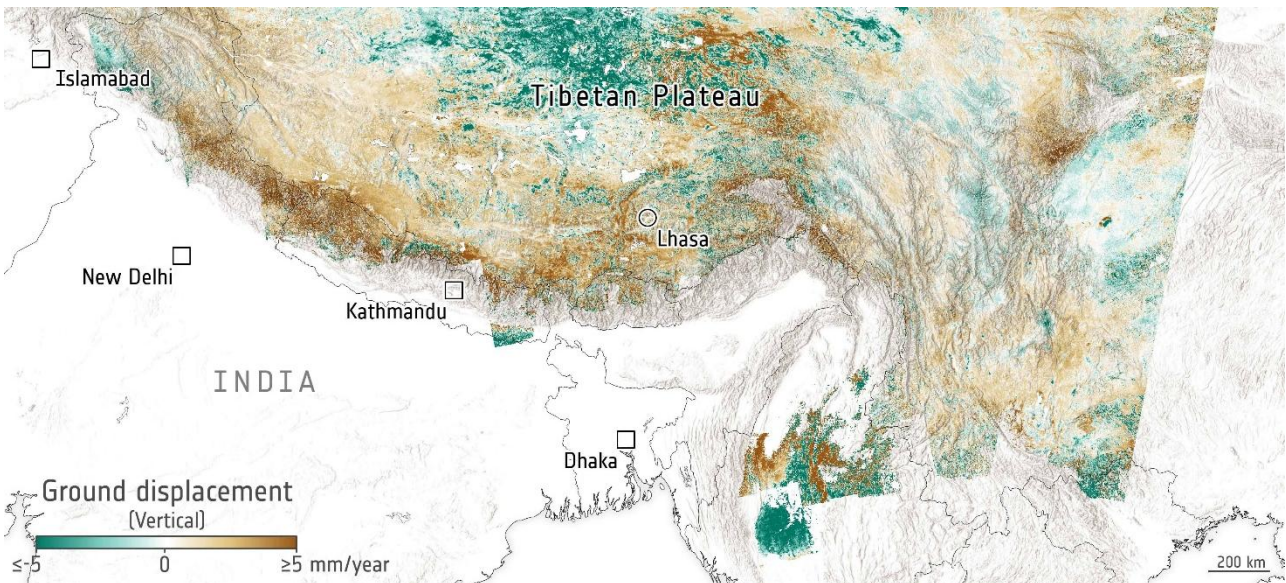 Islamabad
Tibetan Plateau
Lhasa
New Delhi
Kathmandu
INDIA
Dhaka
Ground displacement
(Vertical)
≤-5 0 ≥5 mm/year
200 km